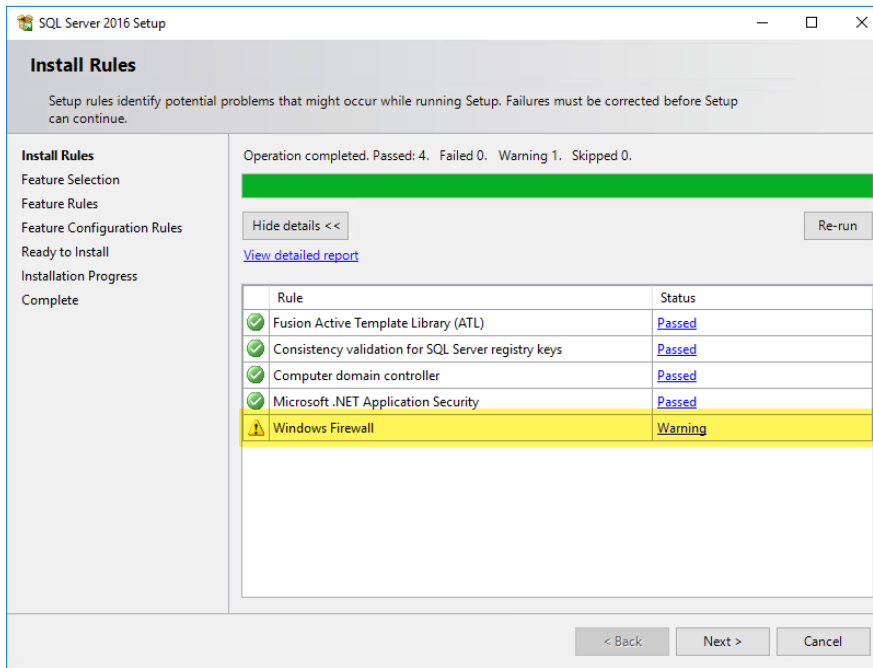 SQL Server 2016 Setup
Install Rules
Setup rules identify potential problems that might occur while running Setup. Failures must be corrected before Setup
can continue.
Install Rules
Feature Selection
Feature Rules
Feature Configuration Rules
Ready to Install
Installation Progress
Complete
Operation completed. Passed: 4. Failed 0. Warning 1. Skipped 0.
Hide details <<
Re-run
View detailed report
Rule Status
Fusion Active Template Library (ATL) Passed
Consistency validation for SQL Server registry keys Passed
Computer domain controller Passed
Microsoft .NET Application Security Passed
Windows Firewall Warning
< Back Next > Cancel